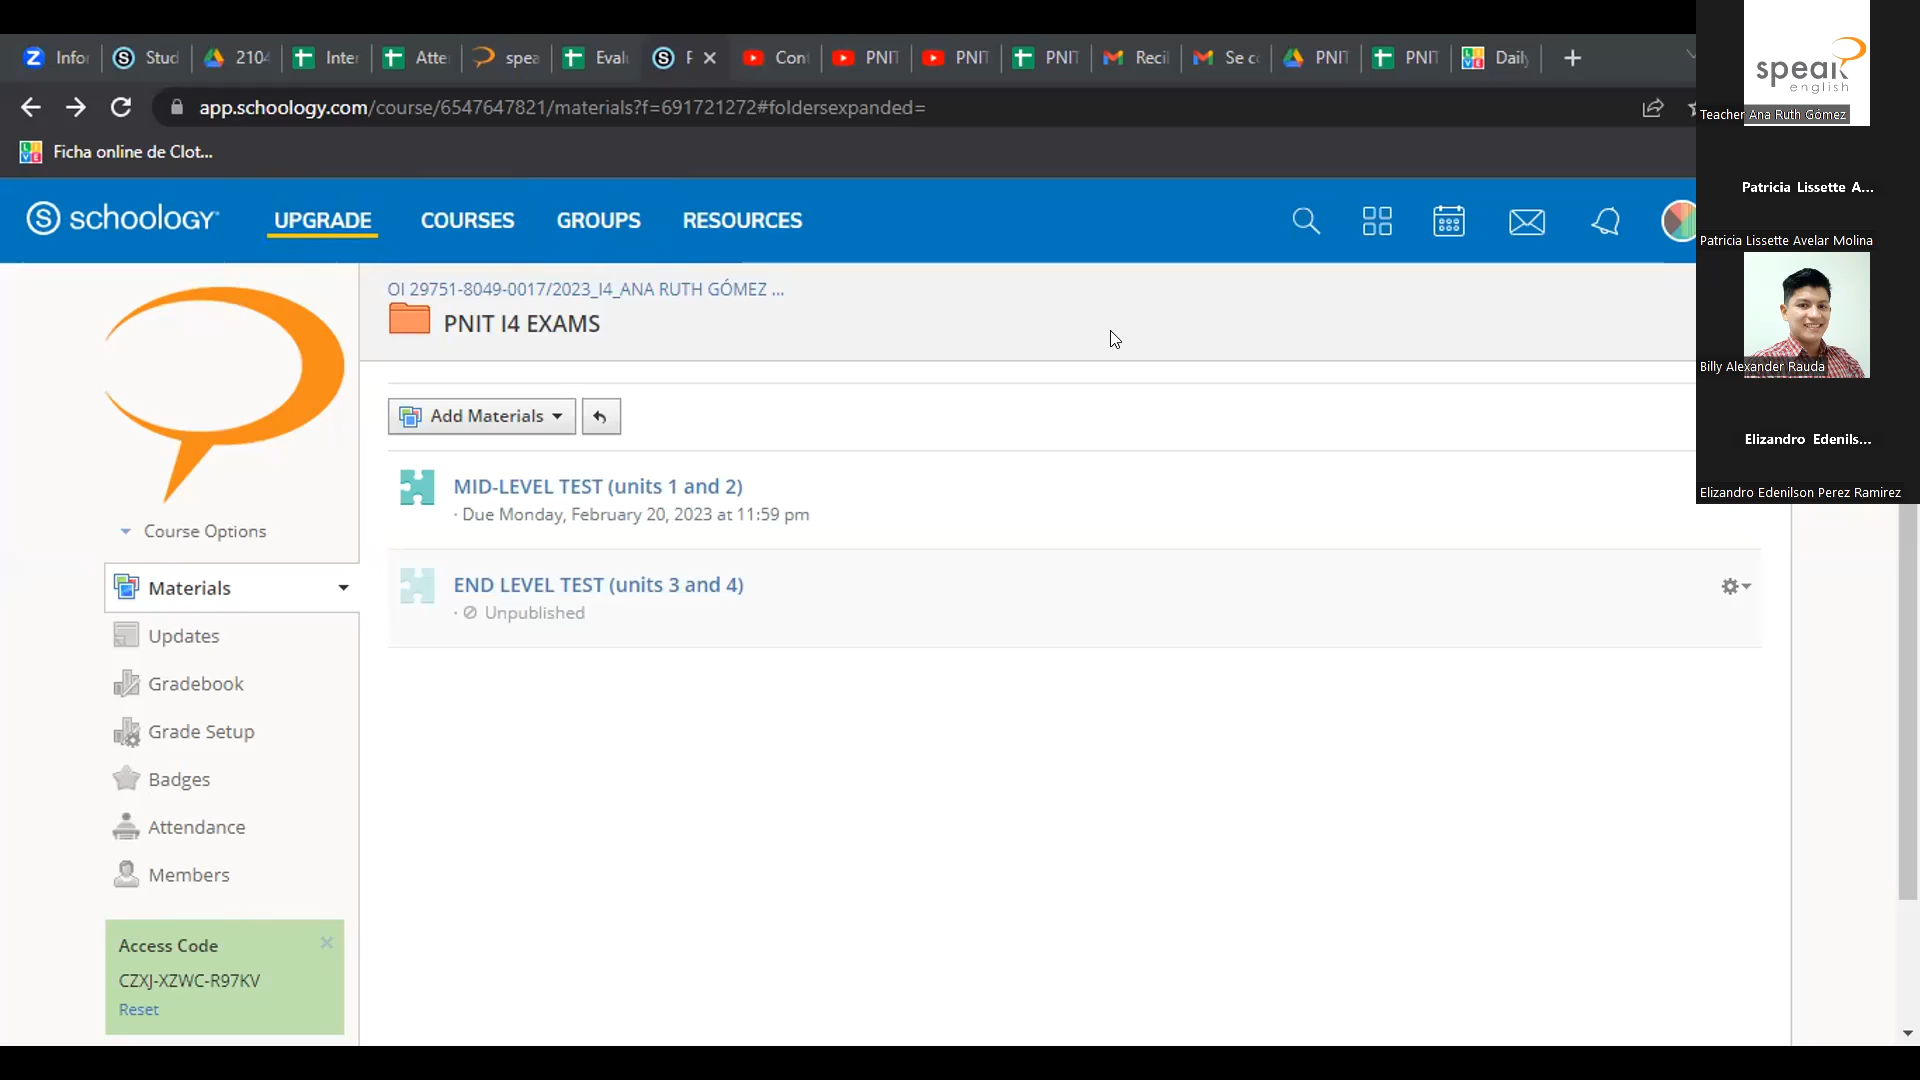 Infor
Stud
2104
Inter
Atte
spea
Evalu
PNIT
PNIT
PNIT
Recil
Se co
PNIT
PNIT
Daily
app.schoology.com/course/6547647821/materials?f=691721272#foldersexpanded=
Ficha online de Clot...
schoology
UPGRADE
COURSES
GROUPS
RESOURCES
OI 29751-8049-0017/2023_I4_ANA RUTH GÓMEZ ...
PNIT I4 EXAMS
Add Materials
MID-LEVEL TEST (units 1 and 2)
· Due Monday, February 20, 2023 at 11:59 pm
END LEVEL TEST (units 3 and 4)
· Unpublished
Course Options
Materials
Updates
Gradebook
Grade Setup
Badges
Attendance
Members
Access Code
CZXJ-XZWC-R97KV
Reset
speak
english
Teacher Ana Ruth Gómez
Patricia Lissette A...
Patricia Lissette Avelar Molina
Billy Alexander Rauda
Elizandro Edenils...
Elizandro Edenilson Perez Ramirez